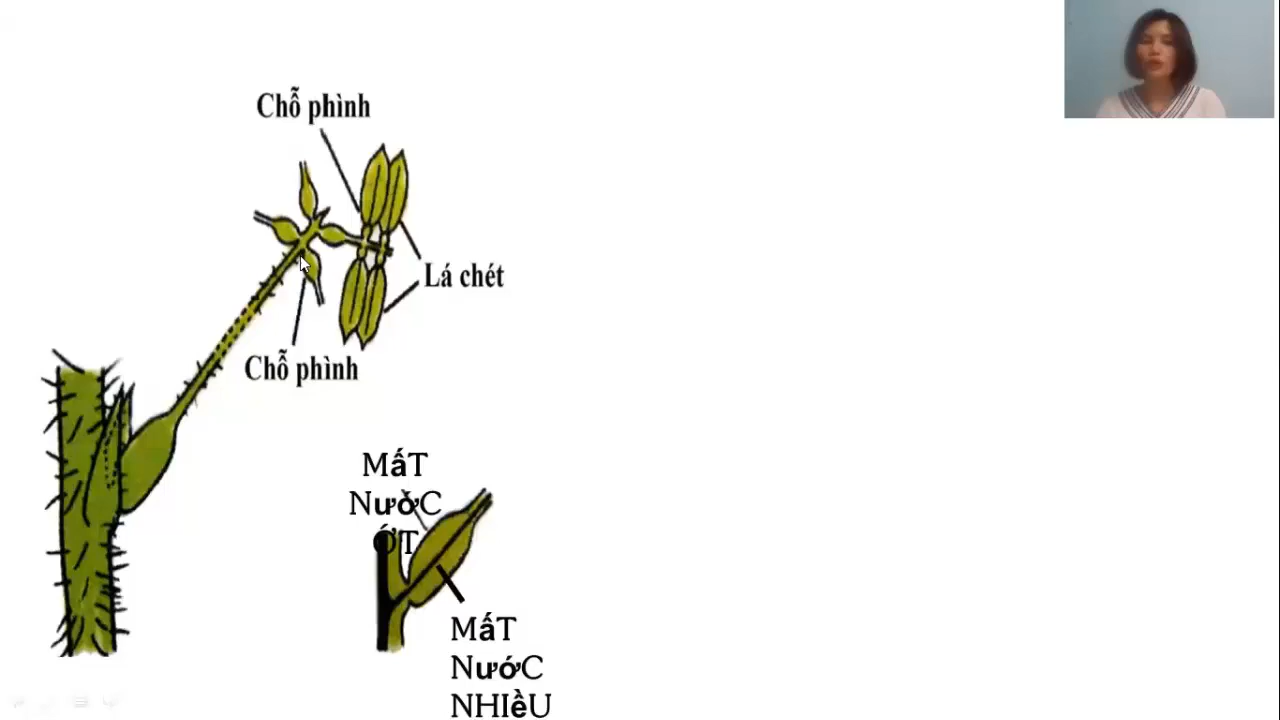 Chỗ phình
Lá chét
Chỗ phình
MấT
NướC
ÍT
MấT
NướC
NHIềU